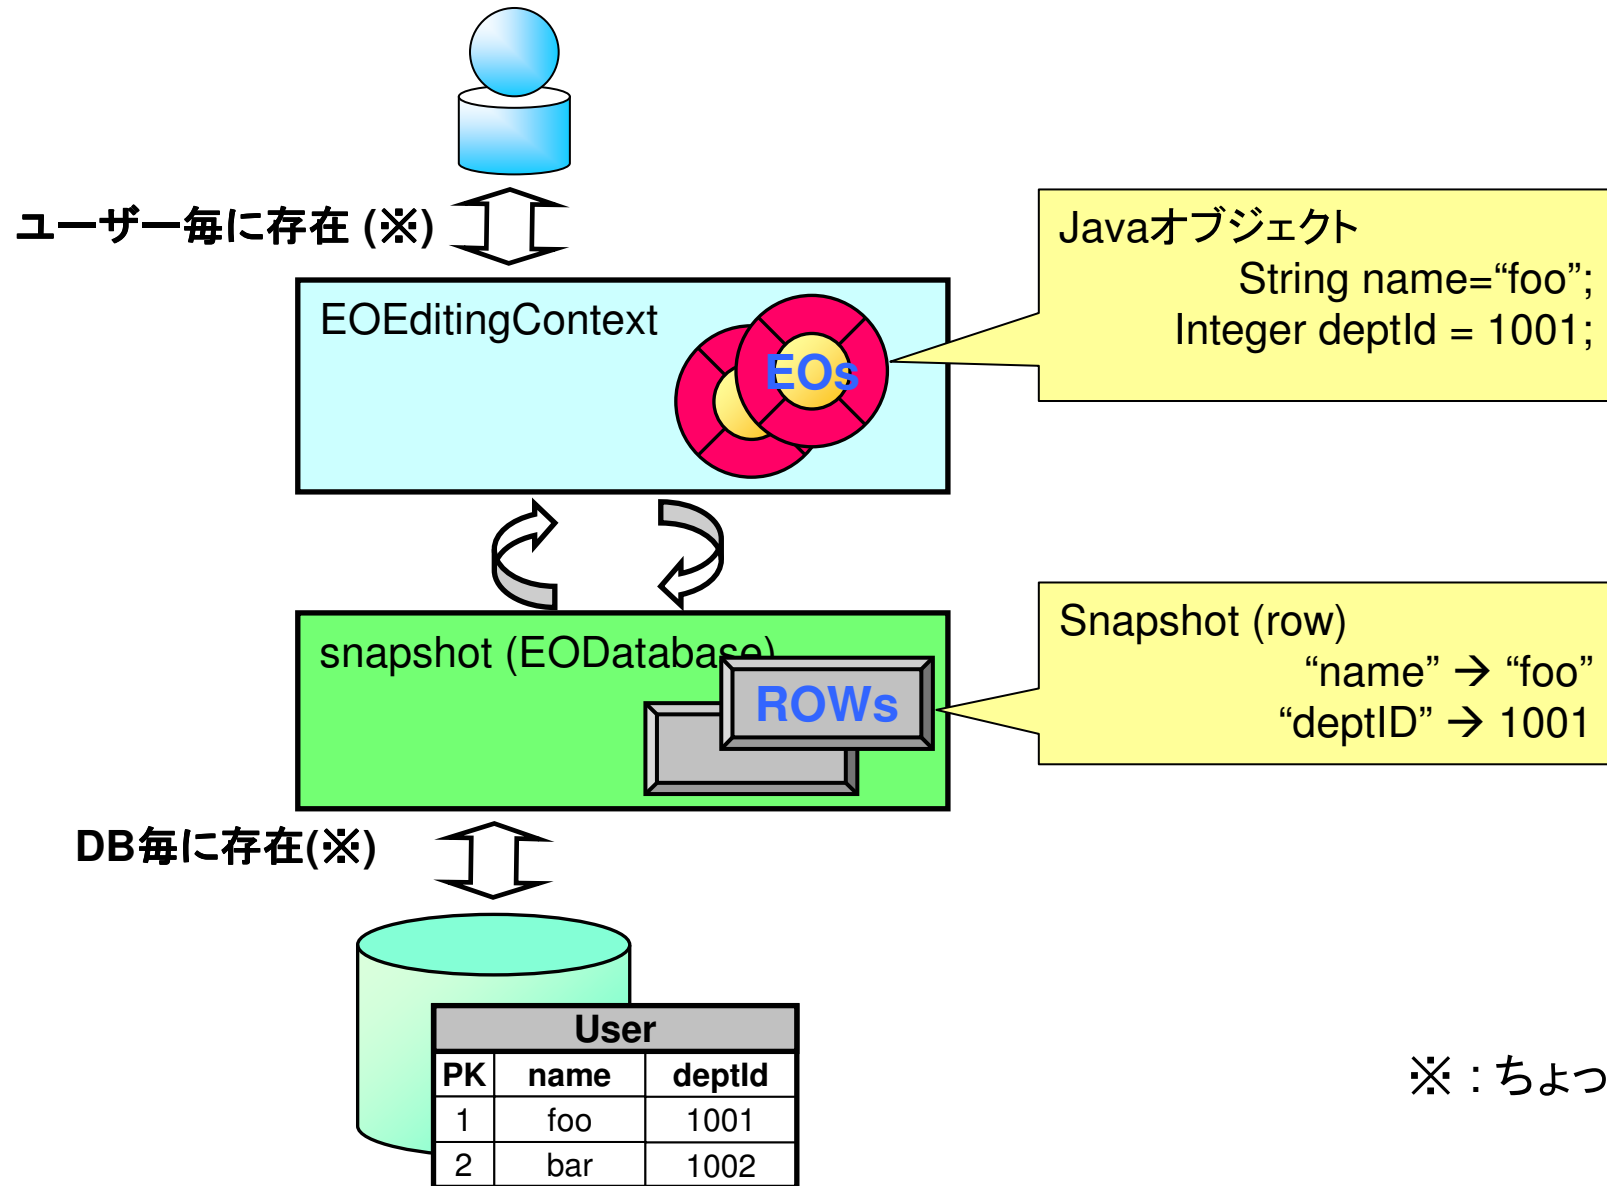 ユーザー毎に存在 (※)
Javaオブジェクト
String name=“foo”;
Integer deptId = 1001;
EOEditingContext
EOs
snapshot (EODatabase)
ROWs
Snapshot (row)
“name” → “foo”
“deptID” → 1001
DB毎に存在(※)
User
PK name deptId
1 foo 1001
2 bar 1002
※ : ちょっ